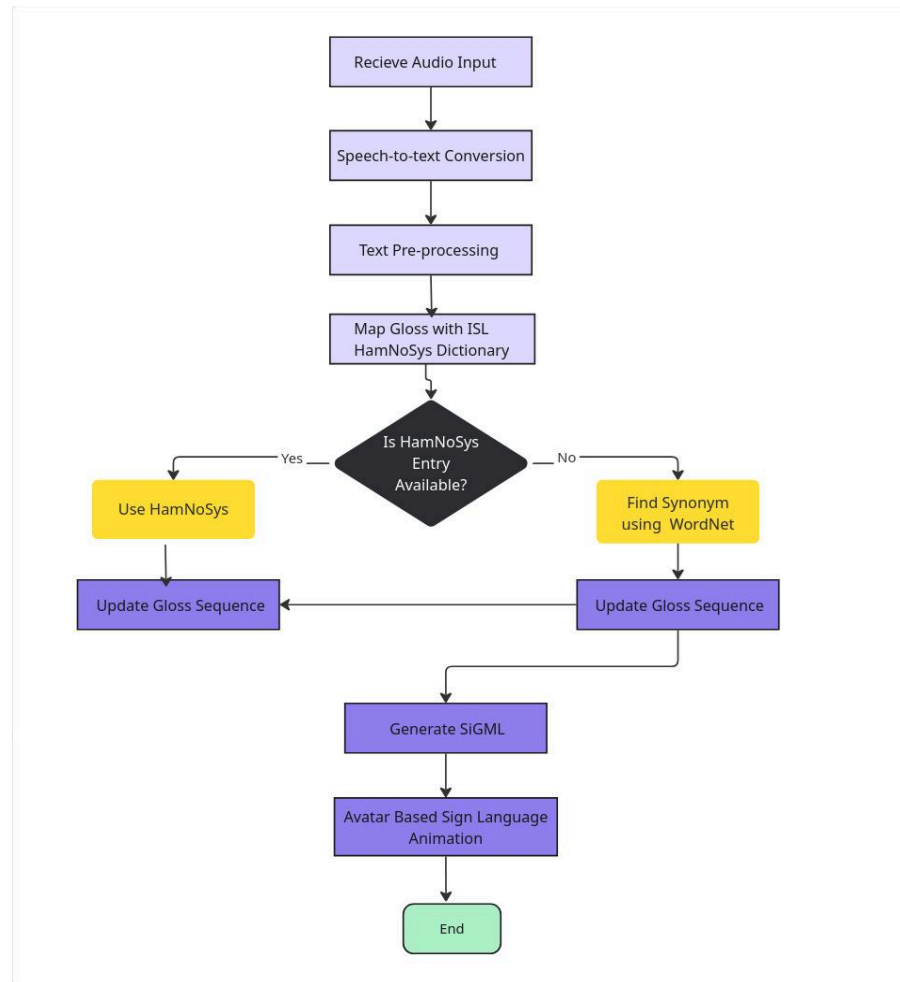 Recieve Audio Input
Speech-to-text Conversion
Text Pre-processing
Map Gloss with ISL
HamNoSys Dictionary
Is HamNoSys
Entry
Available?
Yes
No
Use HamNoSys
Find Synonym
using WordNet
Update Gloss Sequence
Update Gloss Sequence
Generate SiGML
Avatar Based Sign Language
Animation
End